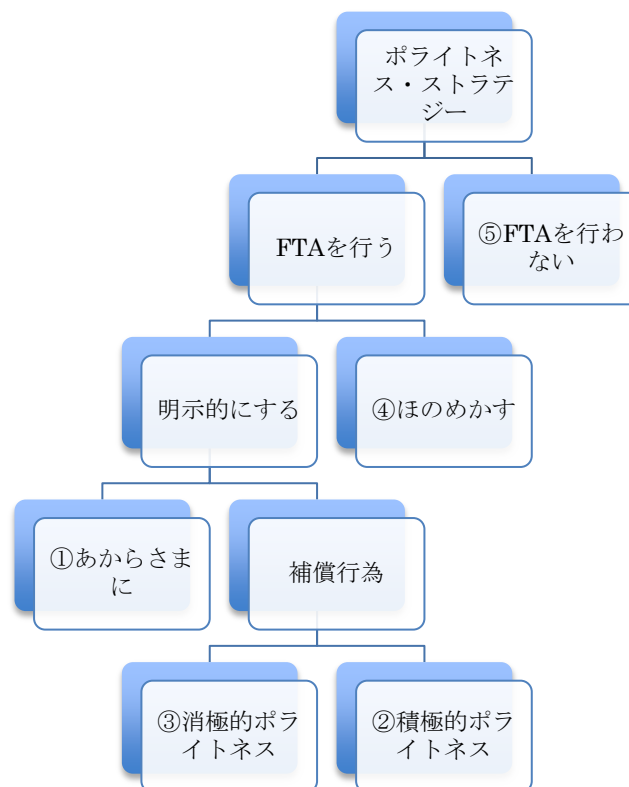 ポライトネ
ス・ストラテ
ジー
FTAを行う
⑤FTAを行わ
ない
明示的にする
④ほのめかす
①あからさま
に
補償行為
③消極的ポラ
イトネス
②積極的ポラ
イトネス